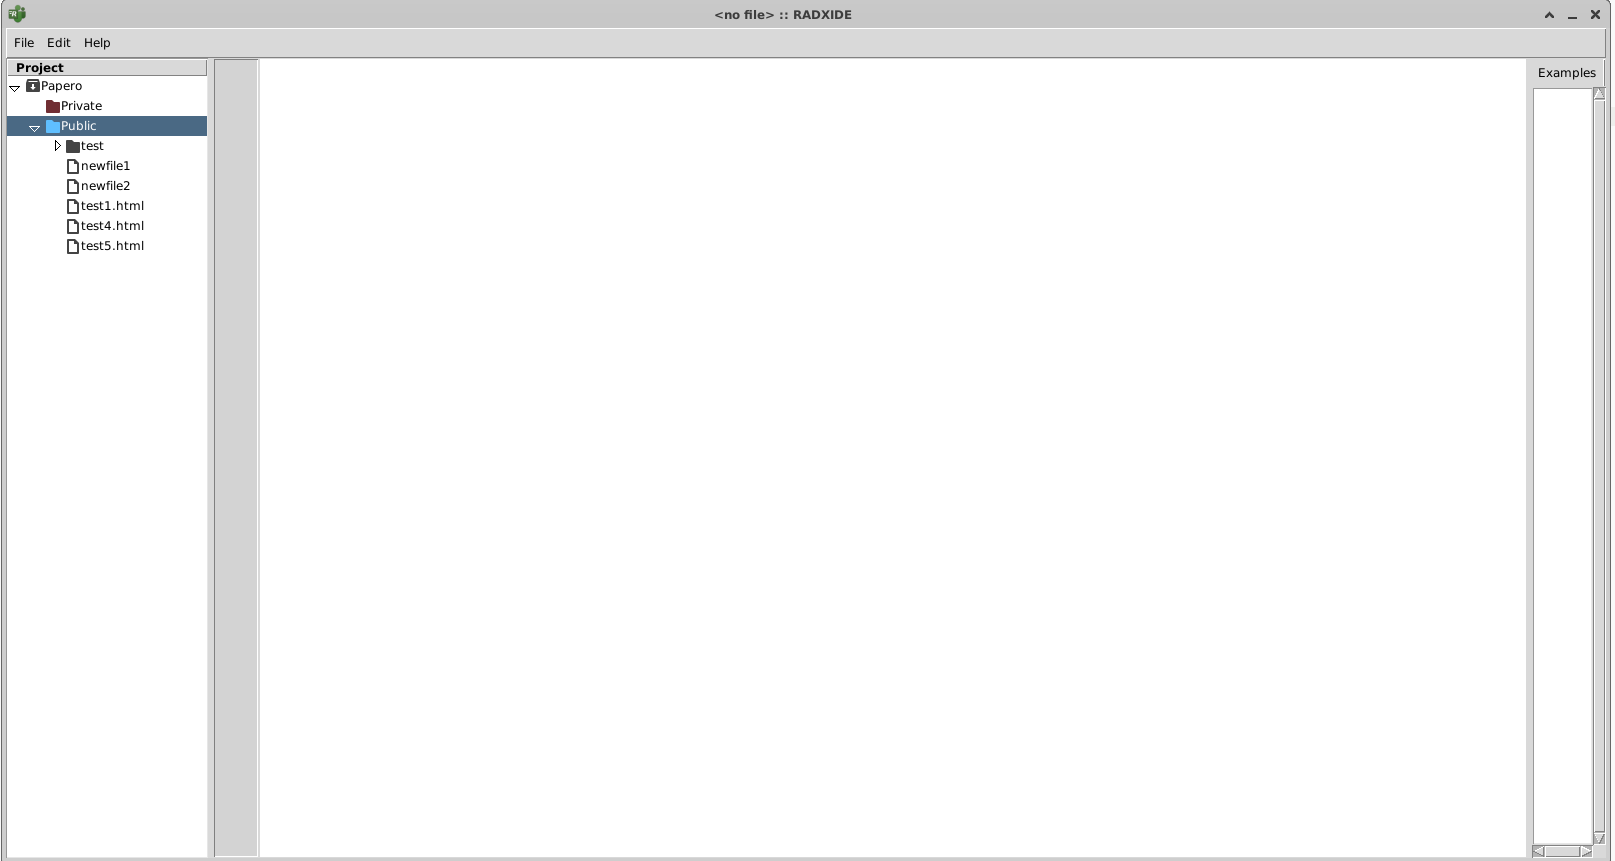 <no file> :: RADXIDE
File Edit Help
Project
Papero
Private
Public
test
newfile1
newfile2
test1.html
test4.html
test5.html
Examples